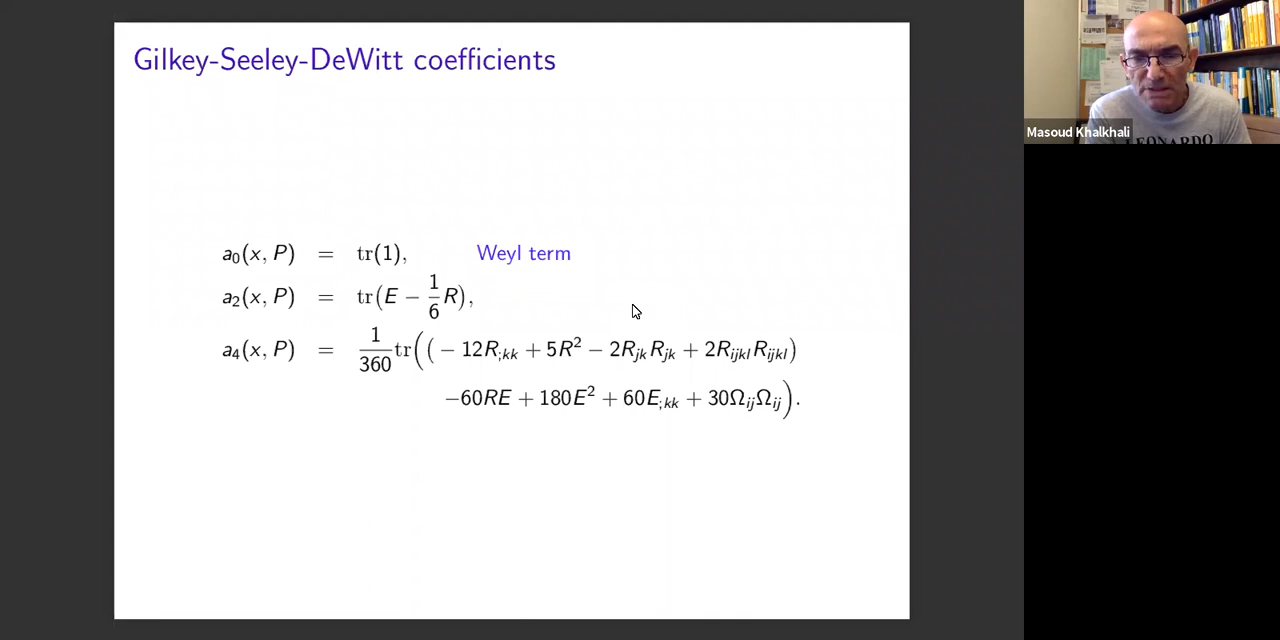 Gilkey-Seeley-DeWitt coefficients
a₀(x, P) = tr(1), Weyl term
a₂(x, P) = tr(E − 1/6 R),
a₄(x, P) = 1/360 tr((− 12R;kk + 5R² − 2RjkRjk + 2RijklRijkl)
−60RE + 180E² + 60E;kk + 30ΩijΩij).
Masoud Khalkhali
LEONARDO